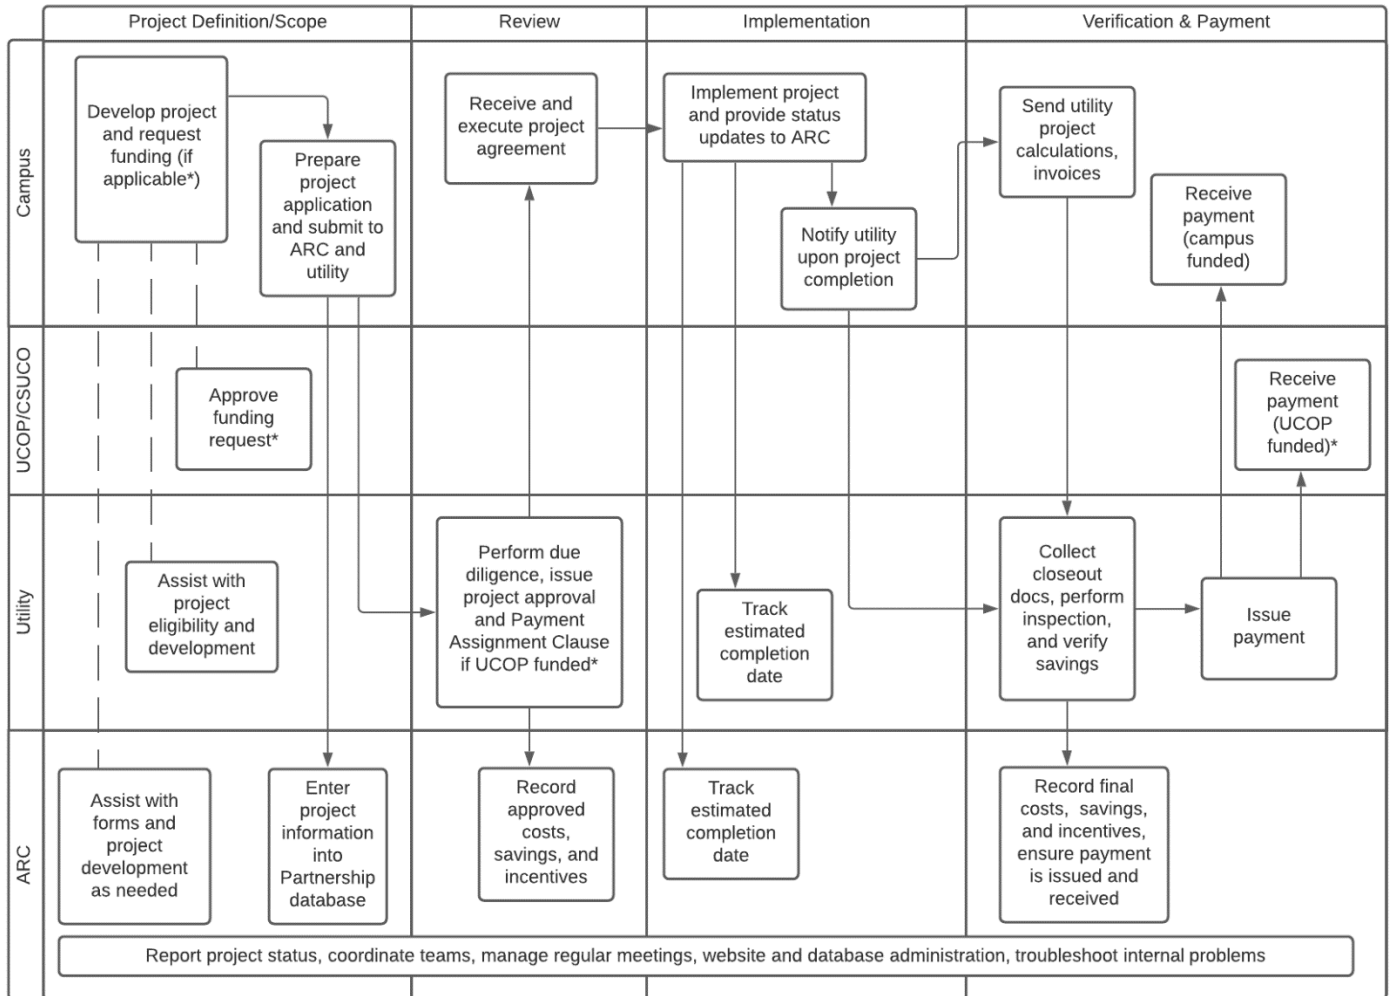 Project Definition/Scope
Review
Implementation
Verification & Payment
Campus
Develop project
and request
funding (if
applicable*)
Prepare
project
application
and submit to
ARC and
utility
Receive and
execute project
agreement
Implement project
and provide status
updates to ARC
Notify utility
upon project
completion
Send utility
project
calculations,
invoices
Receive
payment
(campus
funded)
UCOP/CSUCO
Approve
funding
request*
Receive
payment
(UCOP
funded)*
Utility
Assist with
project
eligibility and
development
Perform due
diligence, issue
project approval
and Payment
Assignment Clause
if UCOP funded*
Track
estimated
completion
date
Collect
closeout
docs, perform
inspection,
and verify
savings
Issue
payment
ARC
Assist with
forms and
project
development
as needed
Enter
project
information
into
Partnership
database
Record
approved
costs,
savings, and
incentives
Track
estimated
completion
date
Record final
costs, savings,
and incentives,
ensure payment
is issued and
received
Report project status, coordinate teams, manage regular meetings, website and database administration, troubleshoot internal problems